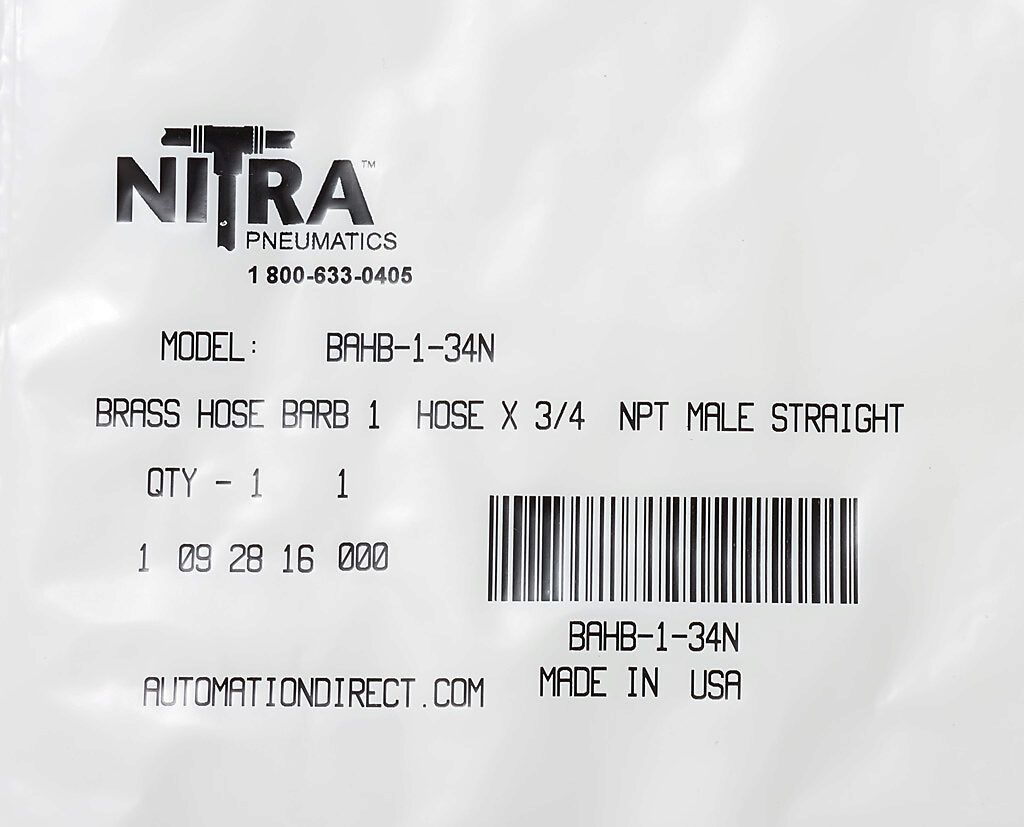 NITRA™
PNEUMATICS
1 800-633-0405
MODEL: BAHB-1-34N
BRASS HOSE BARB 1 HOSE X 3/4 NPT MALE STRAIGHT
QTY - 1 1
1 09 28 16 000
BAHB-1-34N
MADE IN USA
AUTOMATIONDIRECT.COM